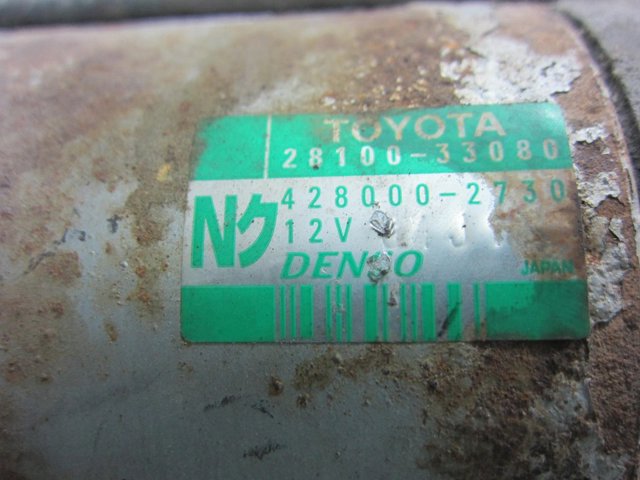 TOYOTA
28100-33080
Nク
428000-2730
12V
DENSO
JAPAN